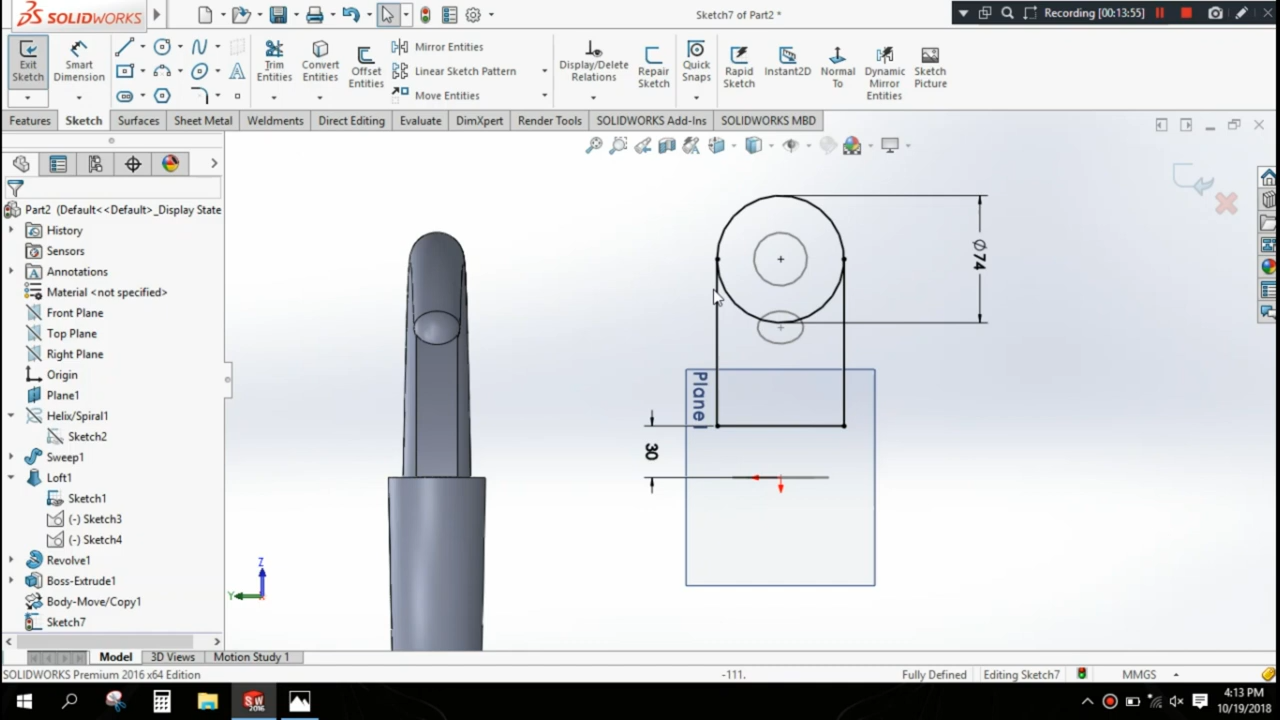 SOLIDWORKS
Sketch7 of Part2 *
Recording [00:13:55]
Exit Sketch
Smart Dimension
Trim Entities
Convert Entities
Offset Entities
Mirror Entities
Linear Sketch Pattern
Move Entities
Display/Delete Relations
Repair Sketch
Quick Snaps
Rapid Sketch
Instant2D
Normal To
Dynamic Mirror Entities
Sketch Picture
Features
Sketch
Surfaces
Sheet Metal
Weldments
Direct Editing
Evaluate
DimXpert
Render Tools
SOLIDWORKS Add-Ins
SOLIDWORKS MBD
Part2 (Default<<Default>_Display State
History
Sensors
Annotations
Material <not specified>
Front Plane
Top Plane
Right Plane
Origin
Plane1
Helix/Spiral1
Sketch2
Sweep1
Loft1
Sketch1
(-) Sketch3
(-) Sketch4
Revolve1
Boss-Extrude1
Body-Move/Copy1
Sketch7
Ø74
Plane1
30
Z
Y
Model
3D Views
Motion Study 1
SOLIDWORKS Premium 2016 x64 Edition
-111.
Fully Defined
Editing Sketch7
MMGS
SW
2016
4:13 PM
10/19/2018